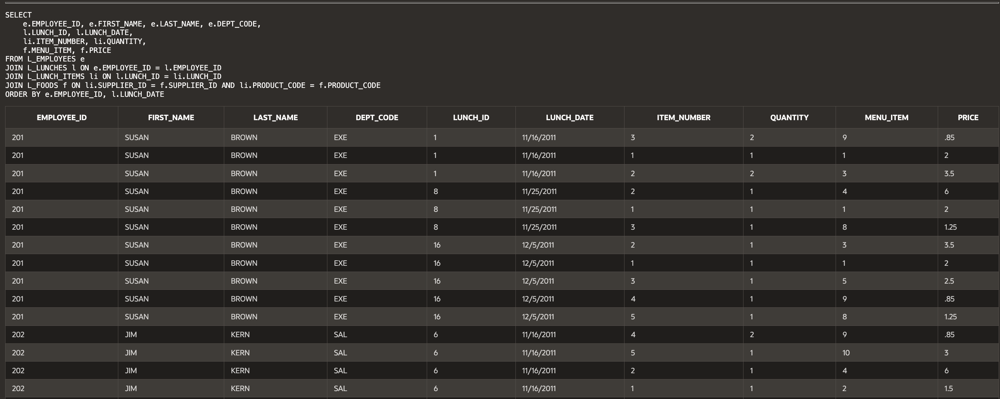 SELECT
    e.EMPLOYEE_ID, e.FIRST_NAME, e.LAST_NAME, e.DEPT_CODE,
    l.LUNCH_ID, l.LUNCH_DATE,
    li.ITEM_NUMBER, li.QUANTITY,
    f.MENU_ITEM, f.PRICE
FROM L_EMPLOYEES e
JOIN L_LUNCHES l ON e.EMPLOYEE_ID = l.EMPLOYEE_ID
JOIN L_LUNCH_ITEMS li ON l.LUNCH_ID = li.LUNCH_ID
JOIN L_FOODS f ON li.SUPPLIER_ID = f.SUPPLIER_ID AND li.PRODUCT_CODE = f.PRODUCT_CODE
ORDER BY e.EMPLOYEE_ID, l.LUNCH_DATE
EMPLOYEE_ID FIRST_NAME LAST_NAME DEPT_CODE LUNCH_ID LUNCH_DATE ITEM_NUMBER QUANTITY MENU_ITEM PRICE
201 SUSAN BROWN EXE 1 11/16/2011 3 2 9 .85
201 SUSAN BROWN EXE 1 11/16/2011 1 1 1 2
201 SUSAN BROWN EXE 1 11/16/2011 2 2 3 3.5
201 SUSAN BROWN EXE 8 11/25/2011 2 1 4 6
201 SUSAN BROWN EXE 8 11/25/2011 1 1 1 2
201 SUSAN BROWN EXE 8 11/25/2011 3 1 8 1.25
201 SUSAN BROWN EXE 16 12/5/2011 2 1 3 3.5
201 SUSAN BROWN EXE 16 12/5/2011 1 1 1 2
201 SUSAN BROWN EXE 16 12/5/2011 3 1 5 2.5
201 SUSAN BROWN EXE 16 12/5/2011 4 1 9 .85
201 SUSAN BROWN EXE 16 12/5/2011 5 1 8 1.25
202 JIM KERN SAL 6 11/16/2011 4 2 9 .85
202 JIM KERN SAL 6 11/16/2011 5 1 10 3
202 JIM KERN SAL 6 11/16/2011 2 1 4 6
202 JIM KERN SAL 6 11/16/2011 1 1 2 1.5